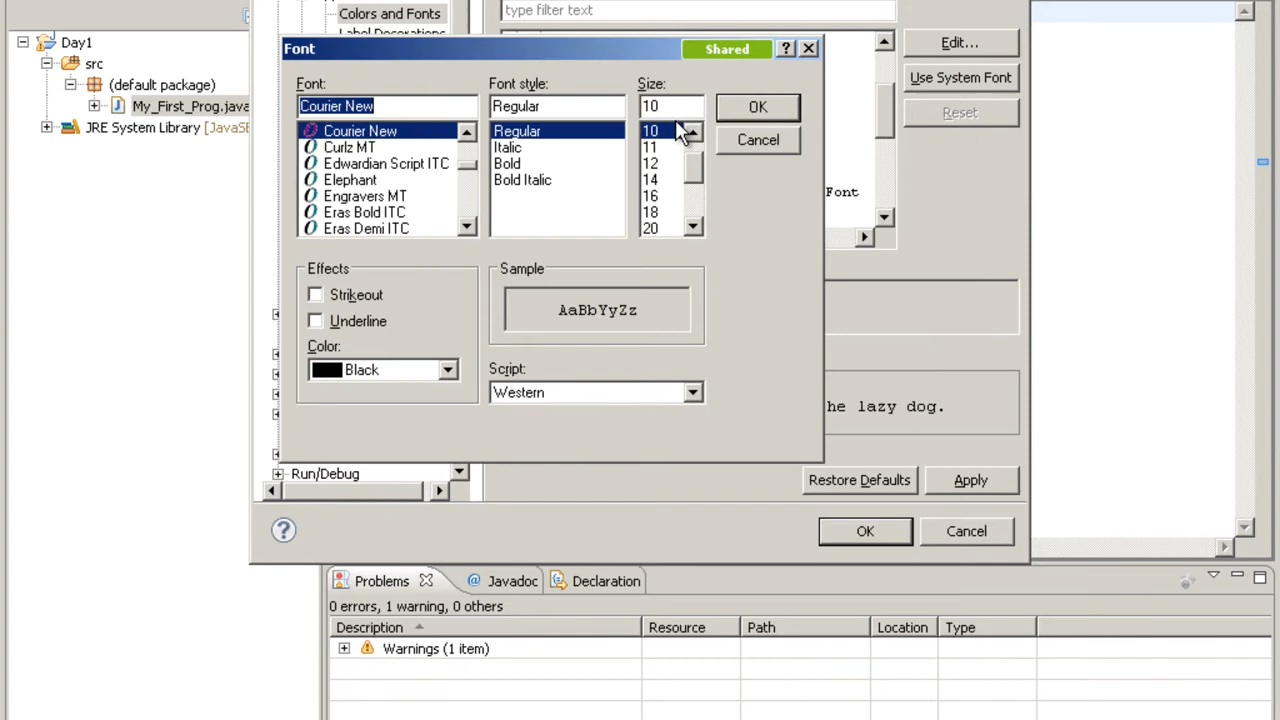 type filter text
Colors and Fonts
Label Decorations
Day1
src
(default package)
My_First_Prog.java
JRE System Library [JavaSE
Font
Shared
Font:
Font style:
Size:
Courier New
Regular
10
Courier New
Curlz MT
Edwardian Script ITC
Elephant
Engravers MT
Eras Bold ITC
Eras Demi ITC
Regular
Italic
Bold
Bold Italic
10
11
12
14
16
18
20
OK
Cancel
Effects
Strikeout
Underline
Color:
Black
Sample
AaBbYyZz
Script:
Western
Edit...
Use System Font
Reset
Font
he lazy dog.
Run/Debug
Restore Defaults
Apply
OK
Cancel
Problems
Javadoc
Declaration
0 errors, 1 warning, 0 others
Description
Resource
Path
Location
Type
Warnings (1 item)